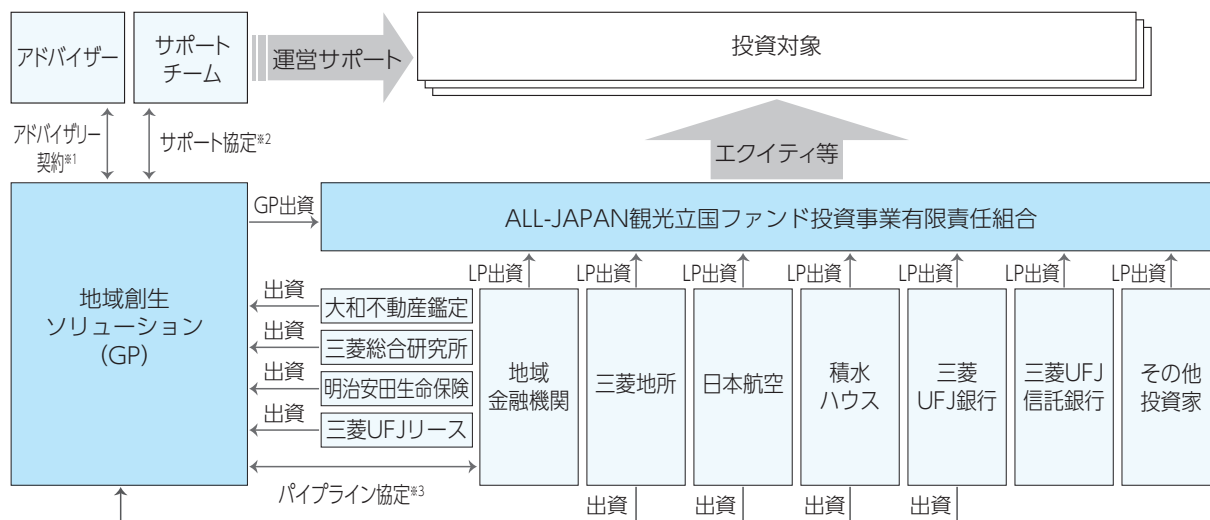 アドバイザー
サポート
チーム
運営サポート
投資対象
アドバイザリー
契約※1
サポート協定※2
エクイティ等
GP出資
ALL-JAPAN観光立国ファンド投資事業有限責任組合
LP出資
LP出資
LP出資
LP出資
LP出資
LP出資
LP出資
地域創生
ソリューション
(GP)
出資
大和不動産鑑定
出資
三菱総合研究所
出資
明治安田生命保険
出資
三菱UFJリース
地域
金融機関
三菱地所
日本航空
積水
ハウス
三菱
UFJ銀行
三菱UFJ
信託銀行
その他
投資家
パイプライン協定※3
出資
出資
出資
出資